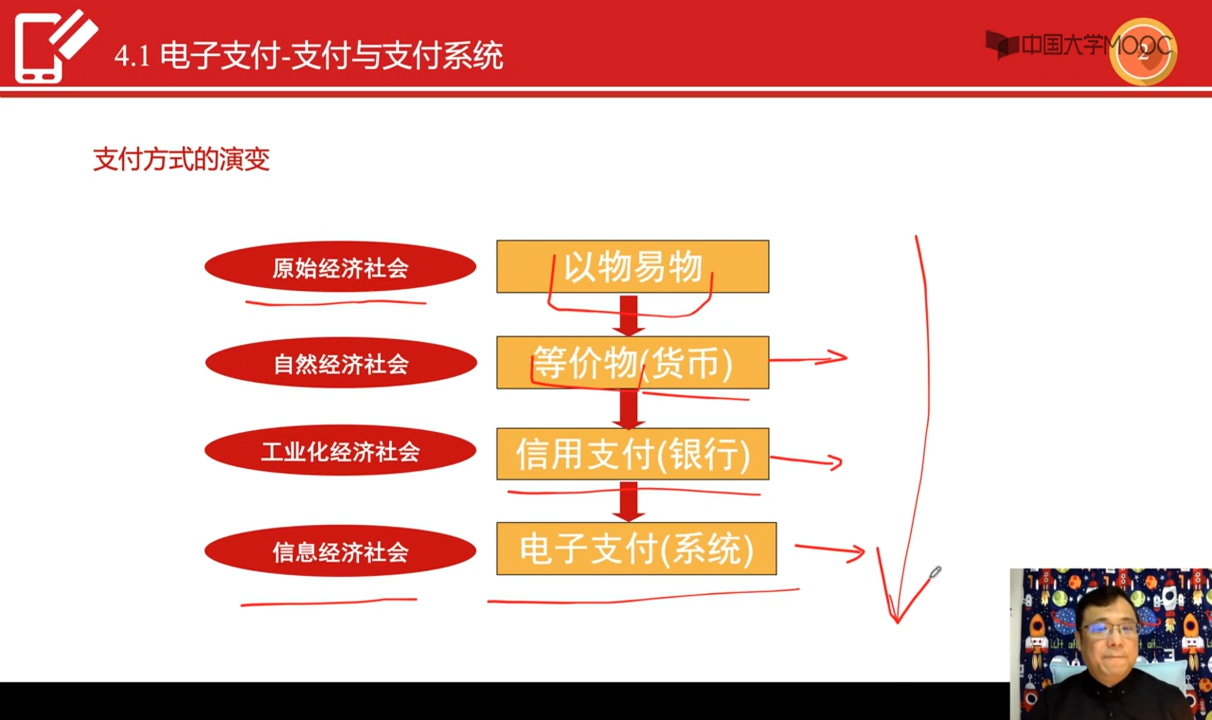 4.1 电子支付-支付与支付系统
中国大学MOOC
2
支付方式的演变
原始经济社会
以物易物
自然经济社会
等价物(货币)
工业化经济社会
信用支付(银行)
信息经济社会
电子支付(系统)